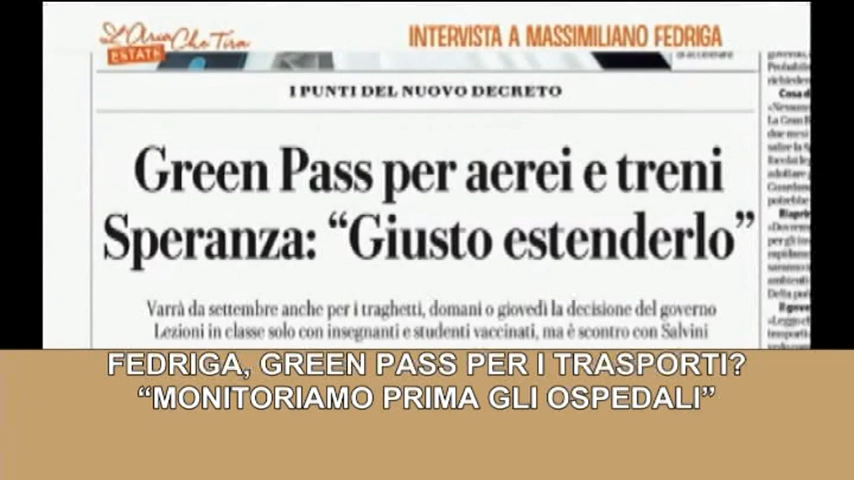 L'Aria Che Tira
ESTATE
INTERVISTA A MASSIMILIANO FEDRIGA
I PUNTI DEL NUOVO DECRETO
Green Pass per aerei e treni
Speranza: “Giusto estenderlo”
Varrà da settembre anche per i traghetti, domani o giovedì la decisione del governo
Lezioni in classe solo con insegnanti e studenti vaccinati, ma è scontro con Salvini
FEDRIGA, GREEN PASS PER I TRASPORTI?
“MONITORIAMO PRIMA GLI OSPEDALI”